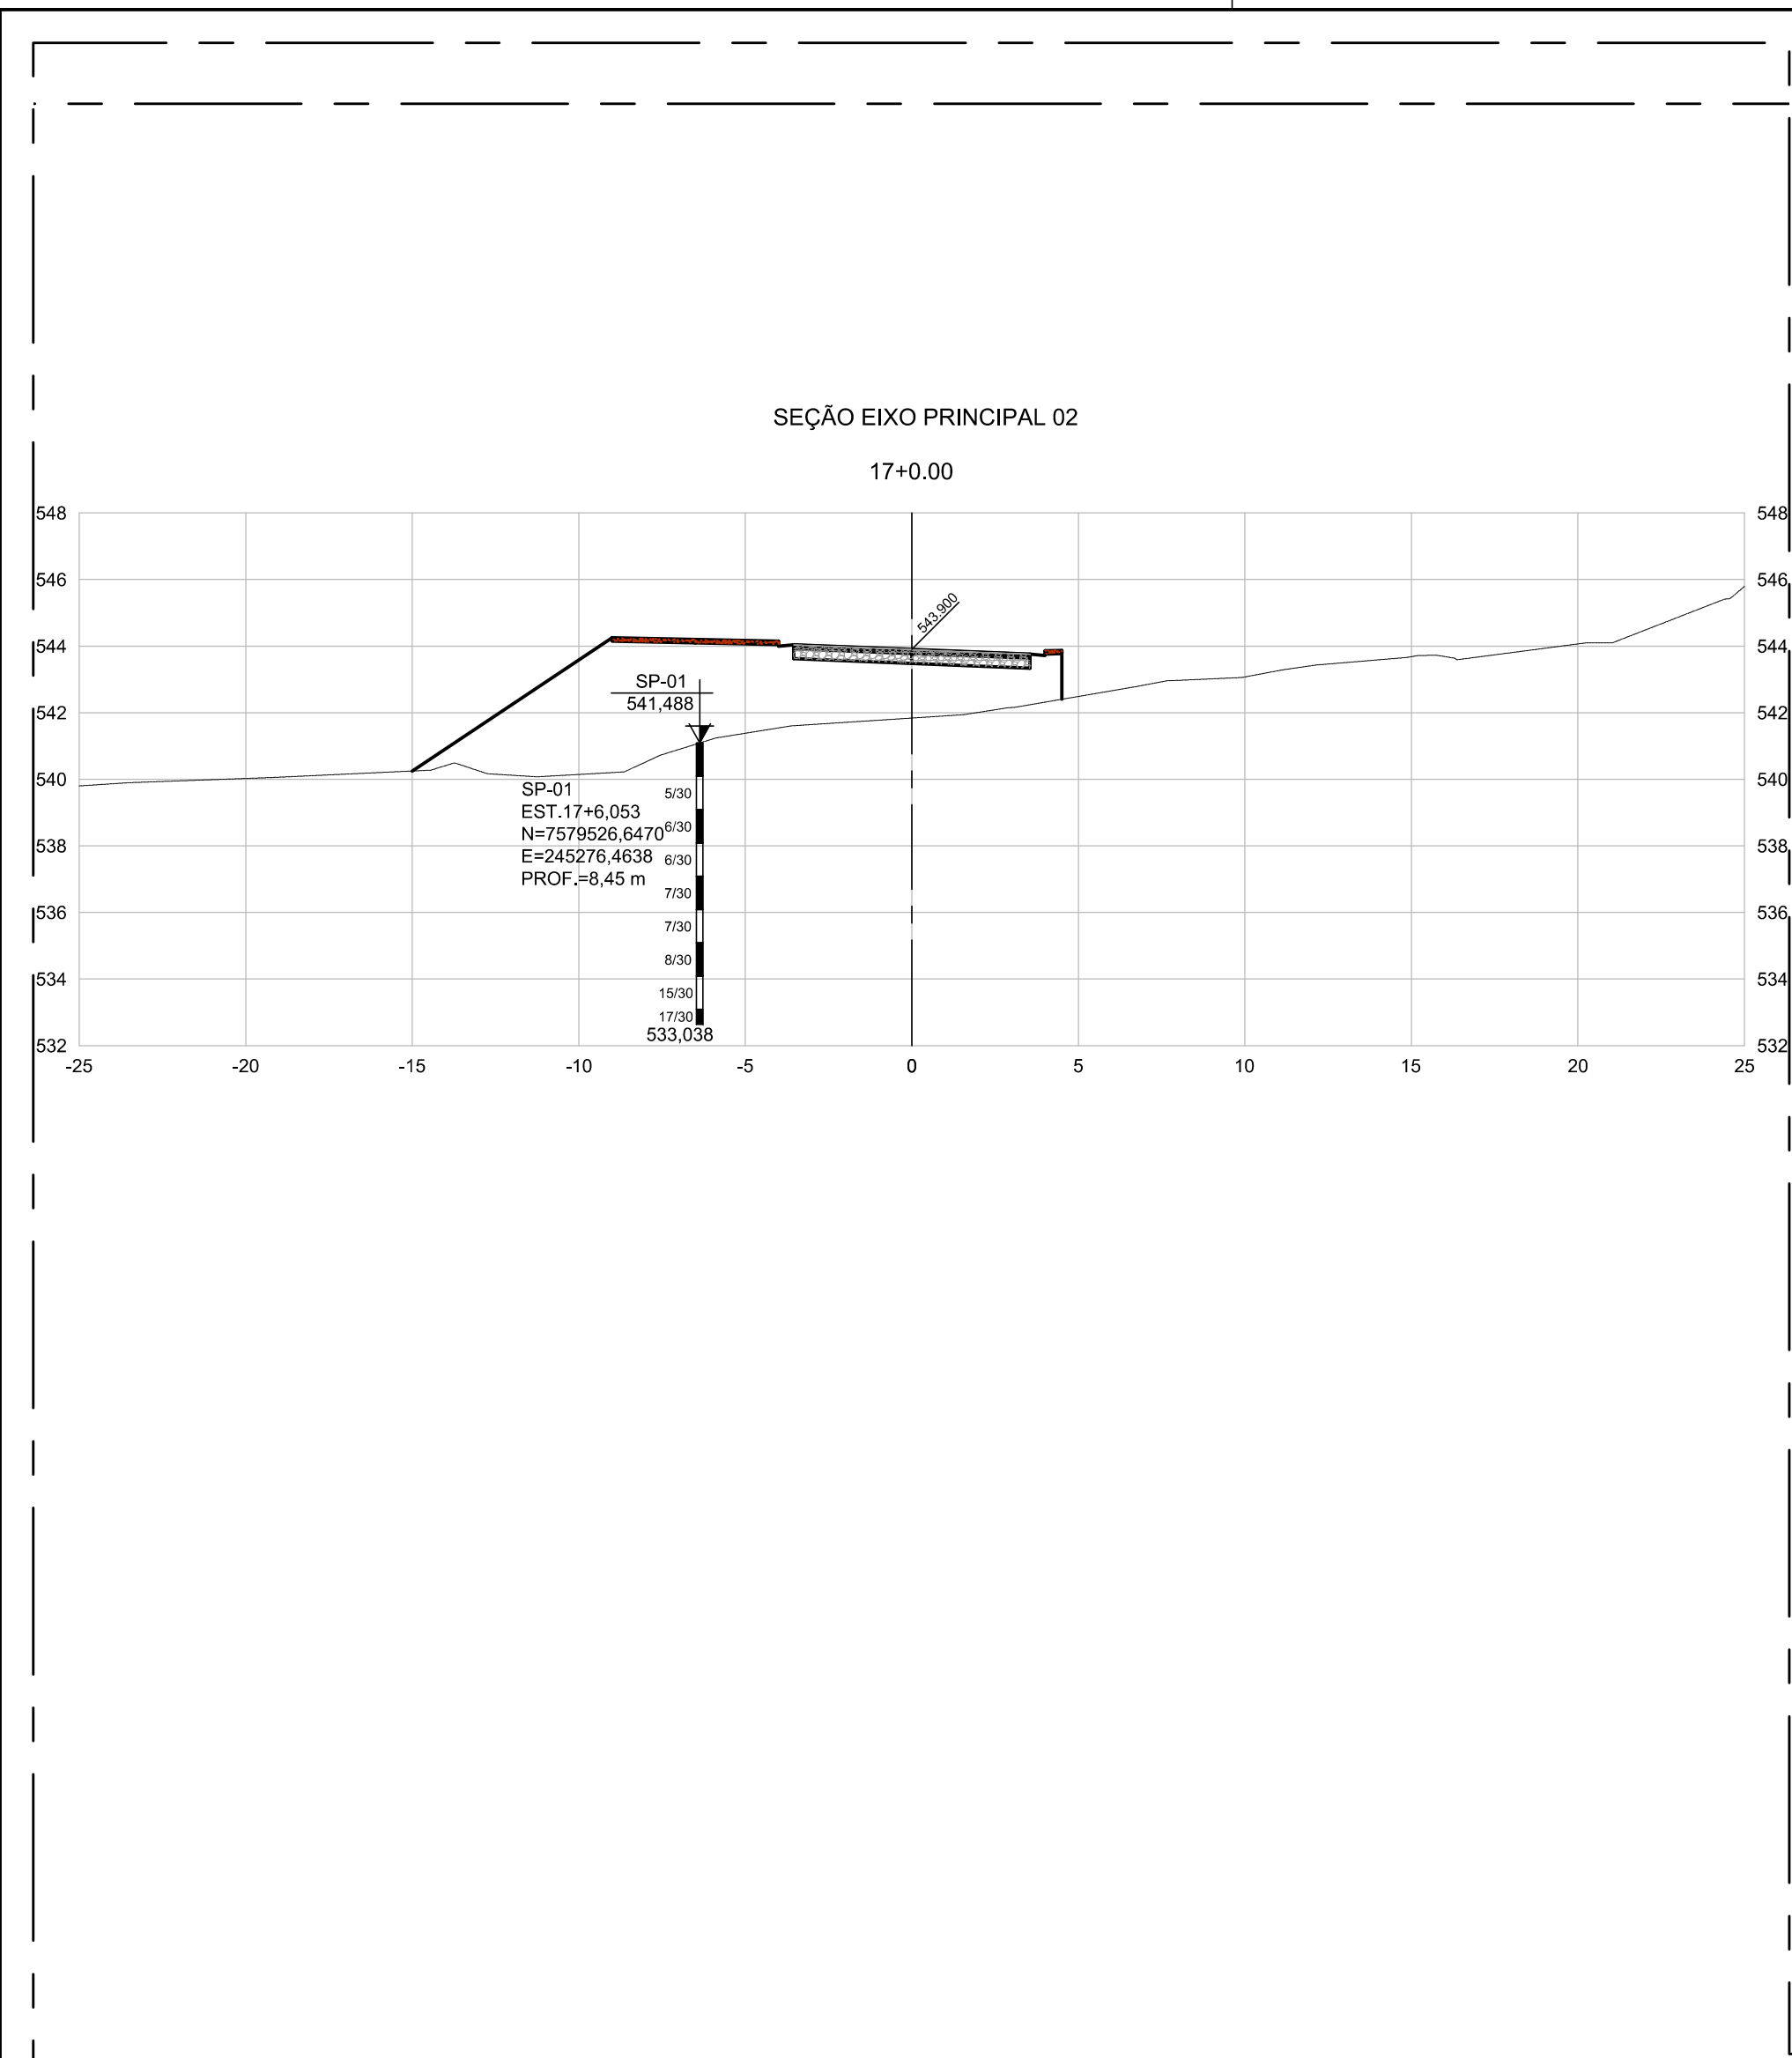 SEÇÃO EIXO PRINCIPAL 02
17+0.00
548 548
546 546
543.900
544 544
SP-01
541,488
542 542
540 540
SP-01
EST.17+6,053
N=7579526,6470
E=245276,4638
PROF.=8,45 m
5/30
6/30
6/30
7/30
7/30
8/30
15/30
17/30
533,038
538 538
536 536
534 534
532 532
-25 -20 -15 -10 -5 0 5 10 15 20 25